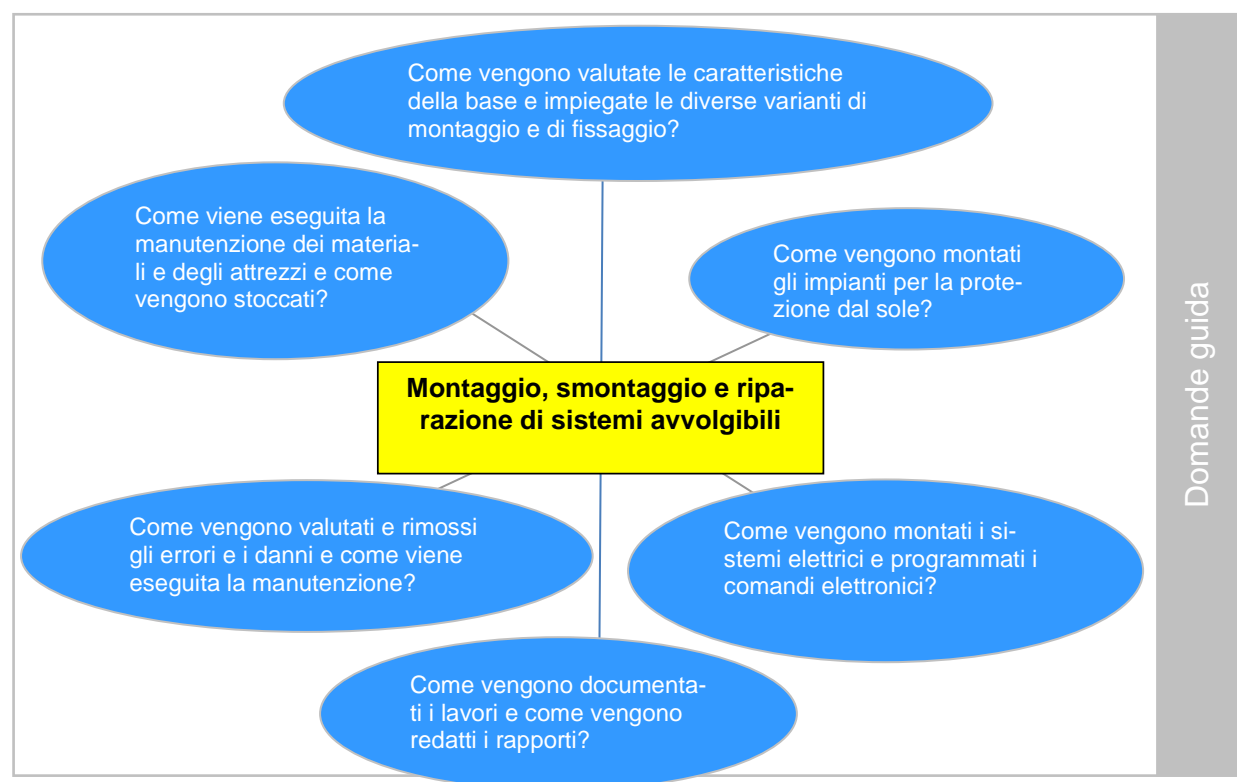 Come vengono valutate le caratteristiche
della base e impiegate le diverse varianti di
montaggio e di fissaggio?
Come viene eseguita la
manutenzione dei materia-
li e degli attrezzi e come
vengono stoccati?
Come vengono montati
gli impianti per la prote-
zione dal sole?
Montaggio, smontaggio e ripa-
razione di sistemi avvolgibili
Come vengono valutati e rimossi
gli errori e i danni e come viene
eseguita la manutenzione?
Come vengono montati i si-
stemi elettrici e programmati i
comandi elettronici?
Come vengono documenta-
ti i lavori e come vengono
redatti i rapporti?
Domande guida